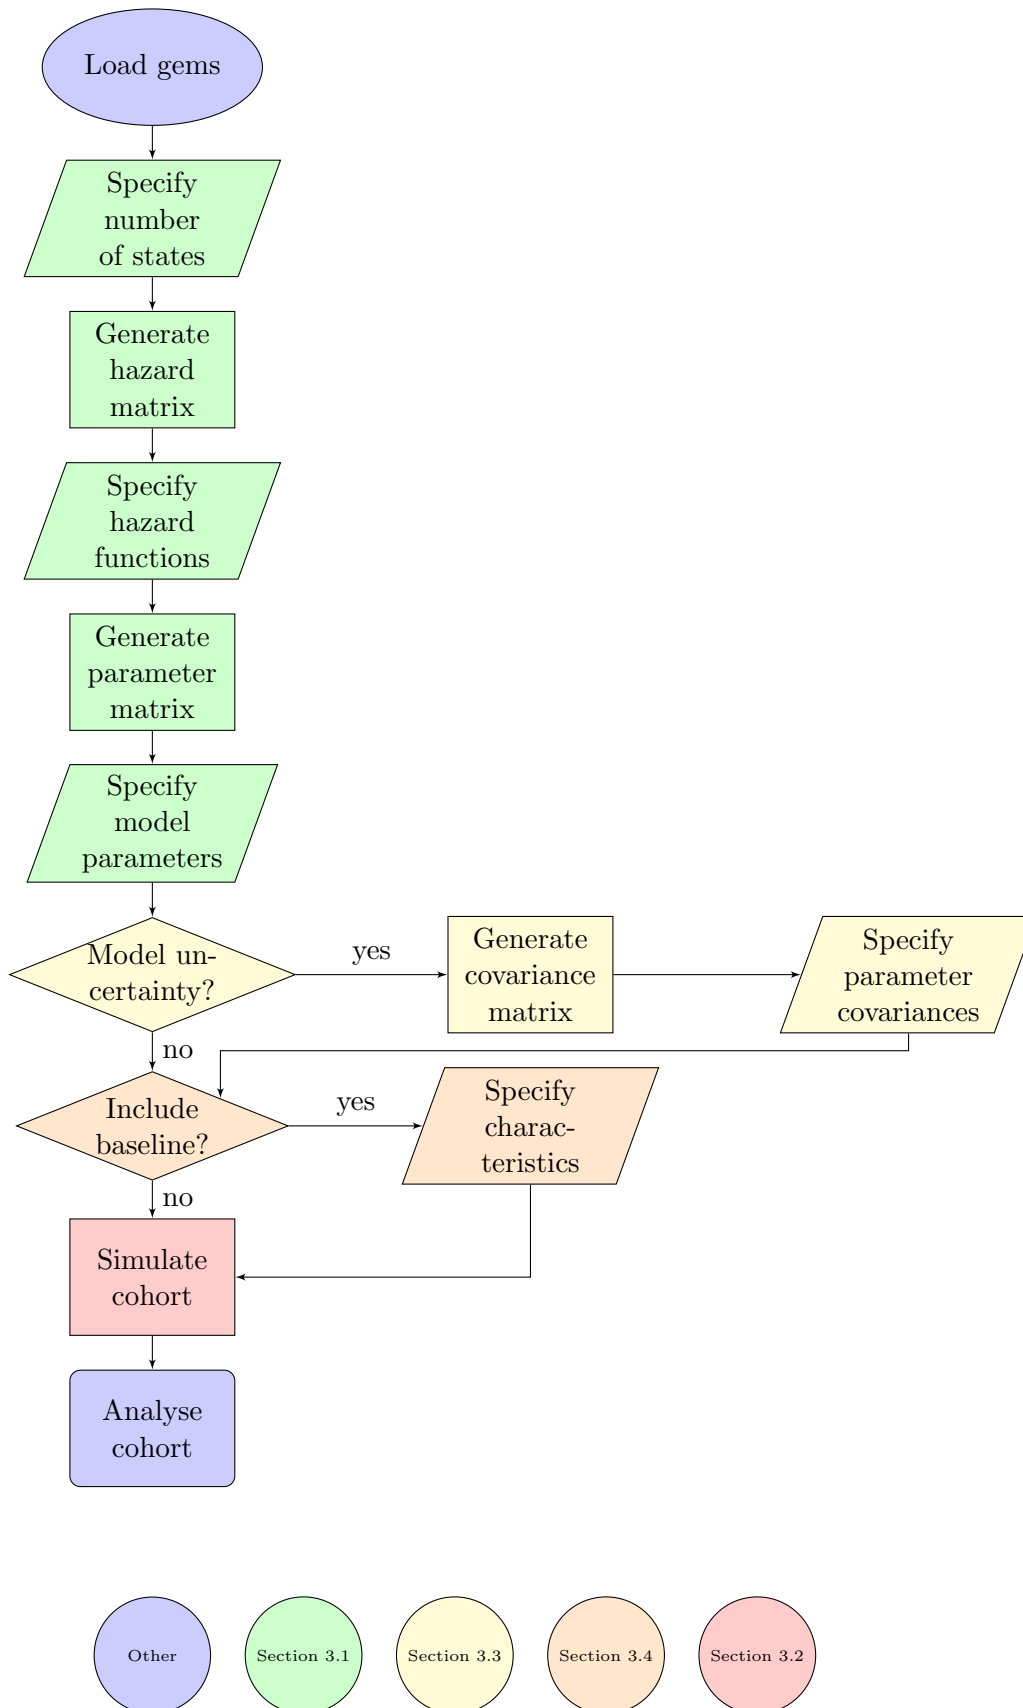 Load gems
Specify
number
of states
Generate
hazard
matrix
Specify
hazard
functions
Generate
parameter
matrix
Specify
model
parameters
Model un-
certainty?
yes
Generate
covariance
matrix
Specify
parameter
covariances
no
Include
baseline?
yes
Specify
charac-
teristics
no
Simulate
cohort
Analyse
cohort
Other
Section 3.1
Section 3.3
Section 3.4
Section 3.2